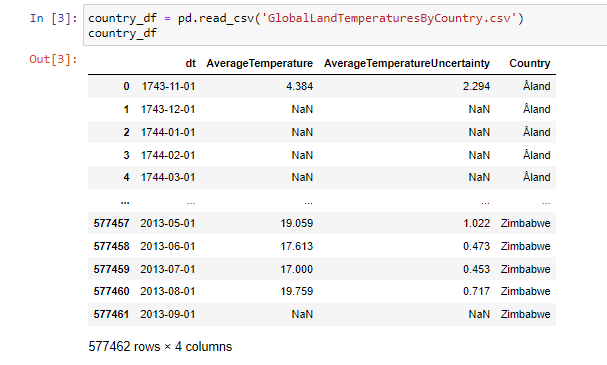 In [3]: country_df = pd.read_csv('GlobalLandTemperaturesByCountry.csv')
country_df
Out[3]:
dt AverageTemperature AverageTemperatureUncertainty Country
0 1743-11-01 4.384 2.294 Åland
1 1743-12-01 NaN NaN Åland
2 1744-01-01 NaN NaN Åland
3 1744-02-01 NaN NaN Åland
4 1744-03-01 NaN NaN Åland
... ... ... ... ...
577457 2013-05-01 19.059 1.022 Zimbabwe
577458 2013-06-01 17.613 0.473 Zimbabwe
577459 2013-07-01 17.000 0.453 Zimbabwe
577460 2013-08-01 19.759 0.717 Zimbabwe
577461 2013-09-01 NaN NaN Zimbabwe
577462 rows × 4 columns